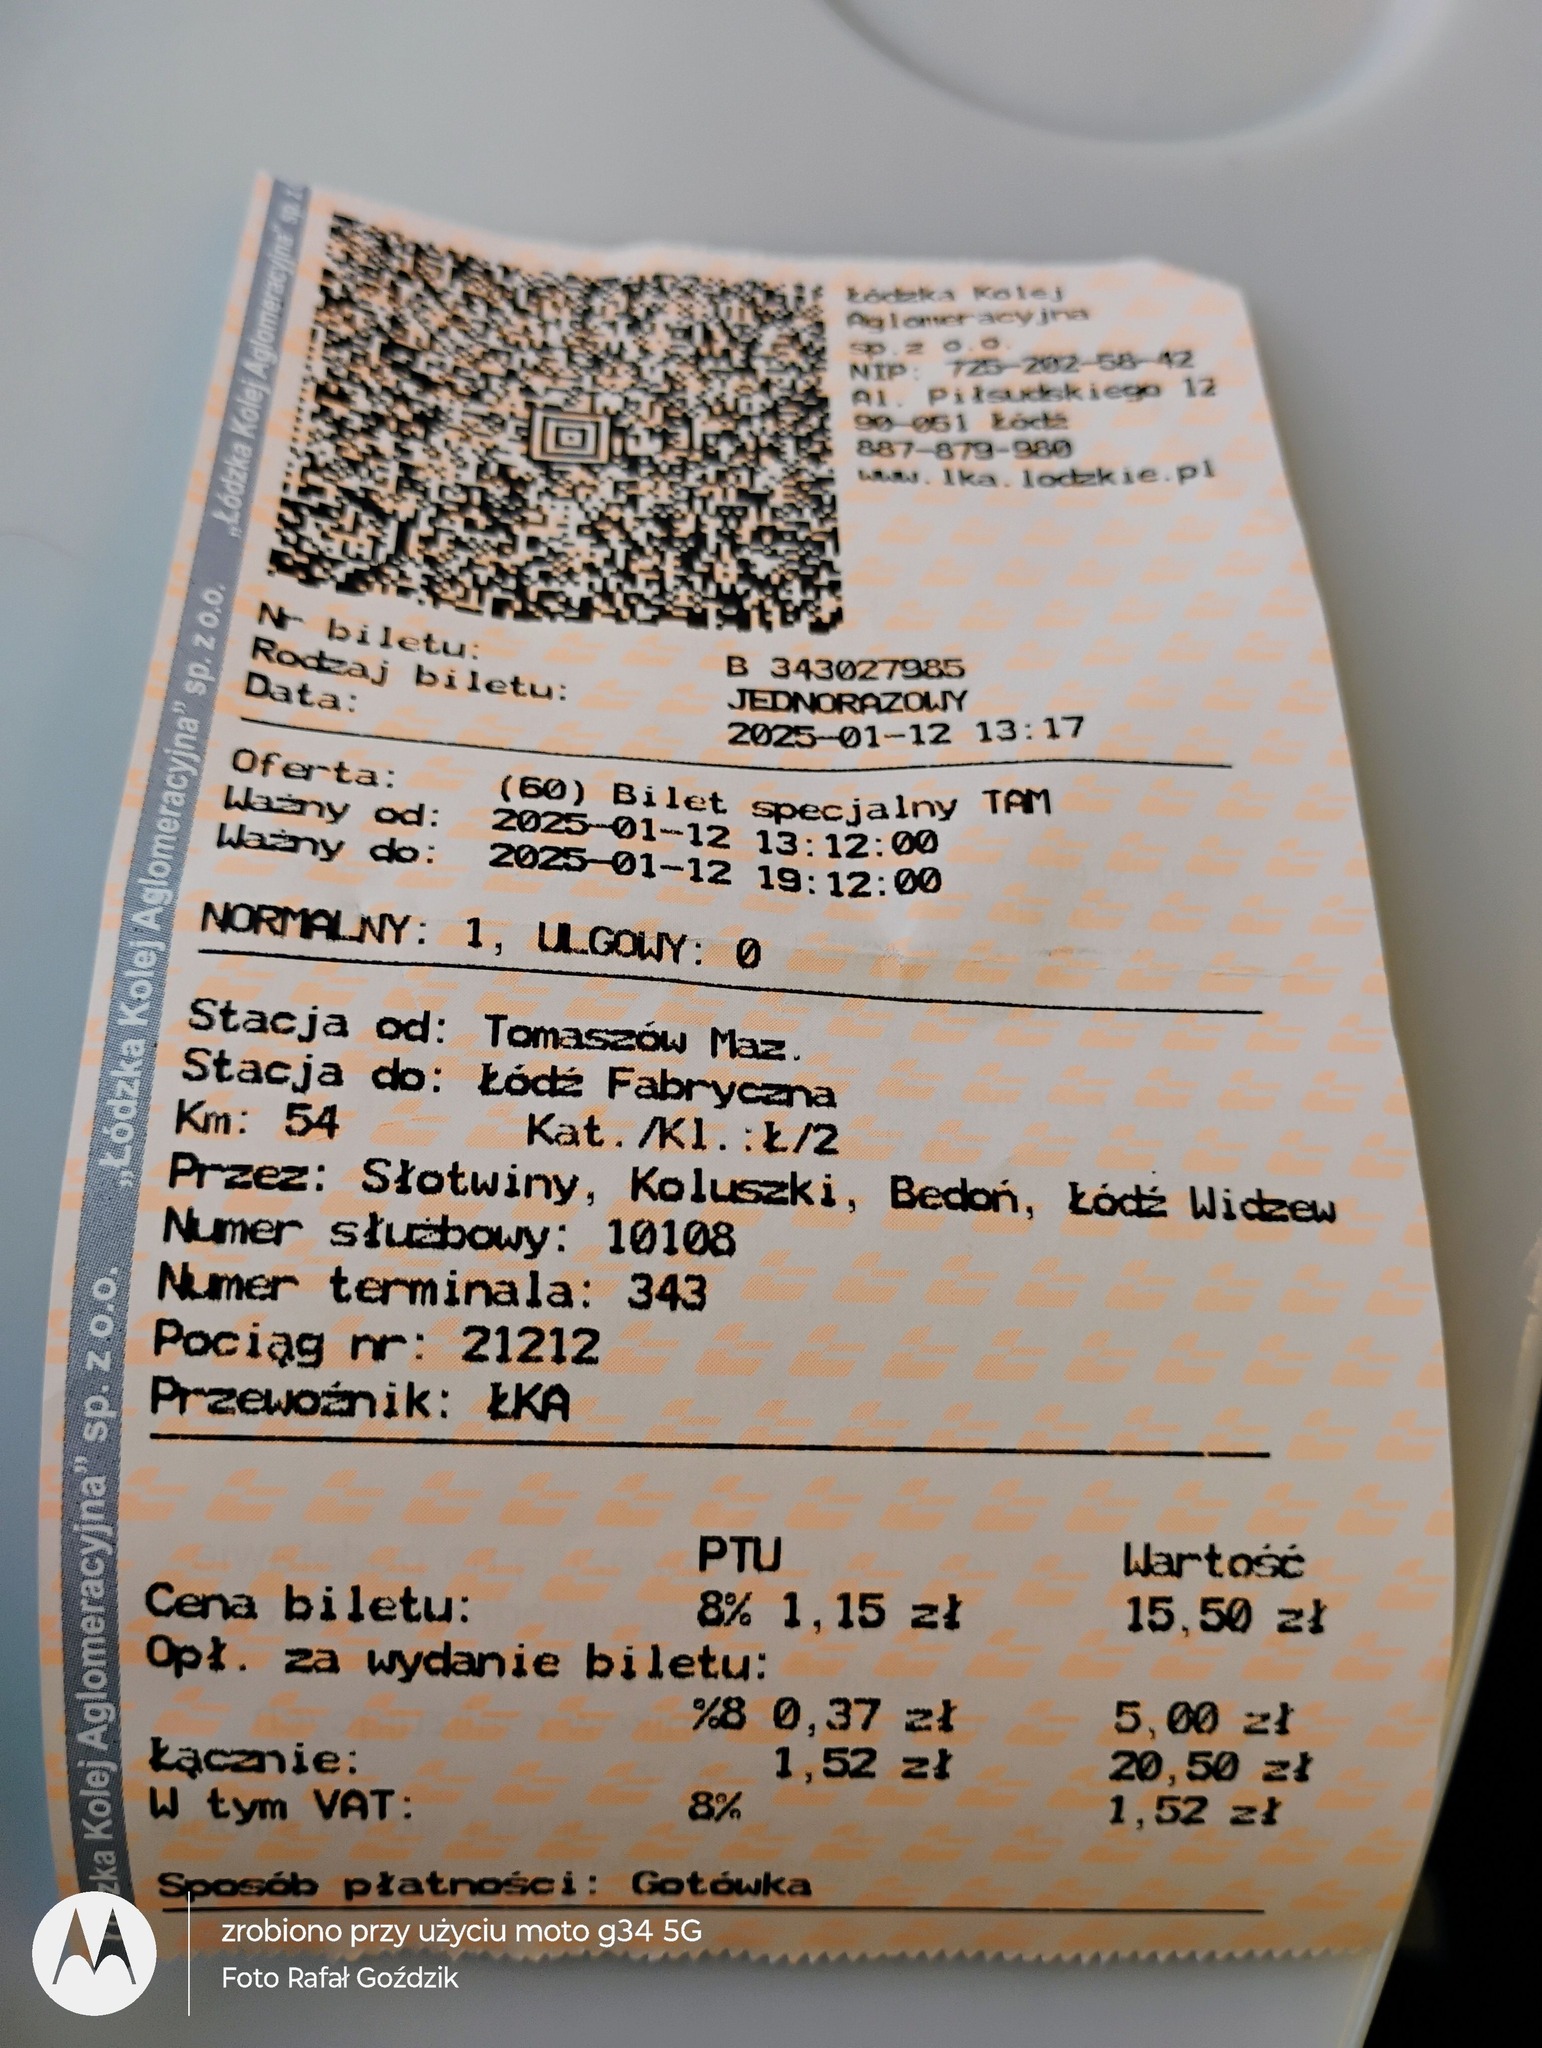 Łódzka Kolej
Aglomeracyjna
sp.z o.o.
NIP: 725-202-58-42
Al. Piłsudskiego 12
90-051 Łódź
887-879-980
www.lka.lodzkie.pl
Nr biletu: B 343027985
Rodzaj biletu: JEDNORAZOWY
Data: 2025-01-12 13:17
Oferta: (60) Bilet specjalny TAM
Ważny od: 2025-01-12 13:12:00
Ważny do: 2025-01-12 19:12:00
NORMALNY: 1, ULGOWY: 0
Stacja od: Tomaszów Maz.
Stacja do: Łódź Fabryczna
Km: 54 Kat./Kl.:Ł/2
Przez: Słotwiny, Koluszki, Bedoń, Łódź Widzew
Numer służbowy: 10108
Numer terminala: 343
Pociąg nr: 21212
Przewoźnik: ŁKA
PTU Wartość
Cena biletu: 8% 1,15 zł 15,50 zł
Opł. za wydanie biletu:
%8 0,37 zł 5,00 zł
Łącznie: 1,52 zł 20,50 zł
W tym VAT: 8% 1,52 zł
Sposób płatności: Gotówka
„Łódzka Kolej Aglomeracyjna” sp. z o.o. „Łódzka Kolej Aglomeracyjna” sp. z o.o. „Łódzka Kolej Aglomeracyjna” sp. z
zrobiono przy użyciu moto g34 5G
Foto Rafał Goździk